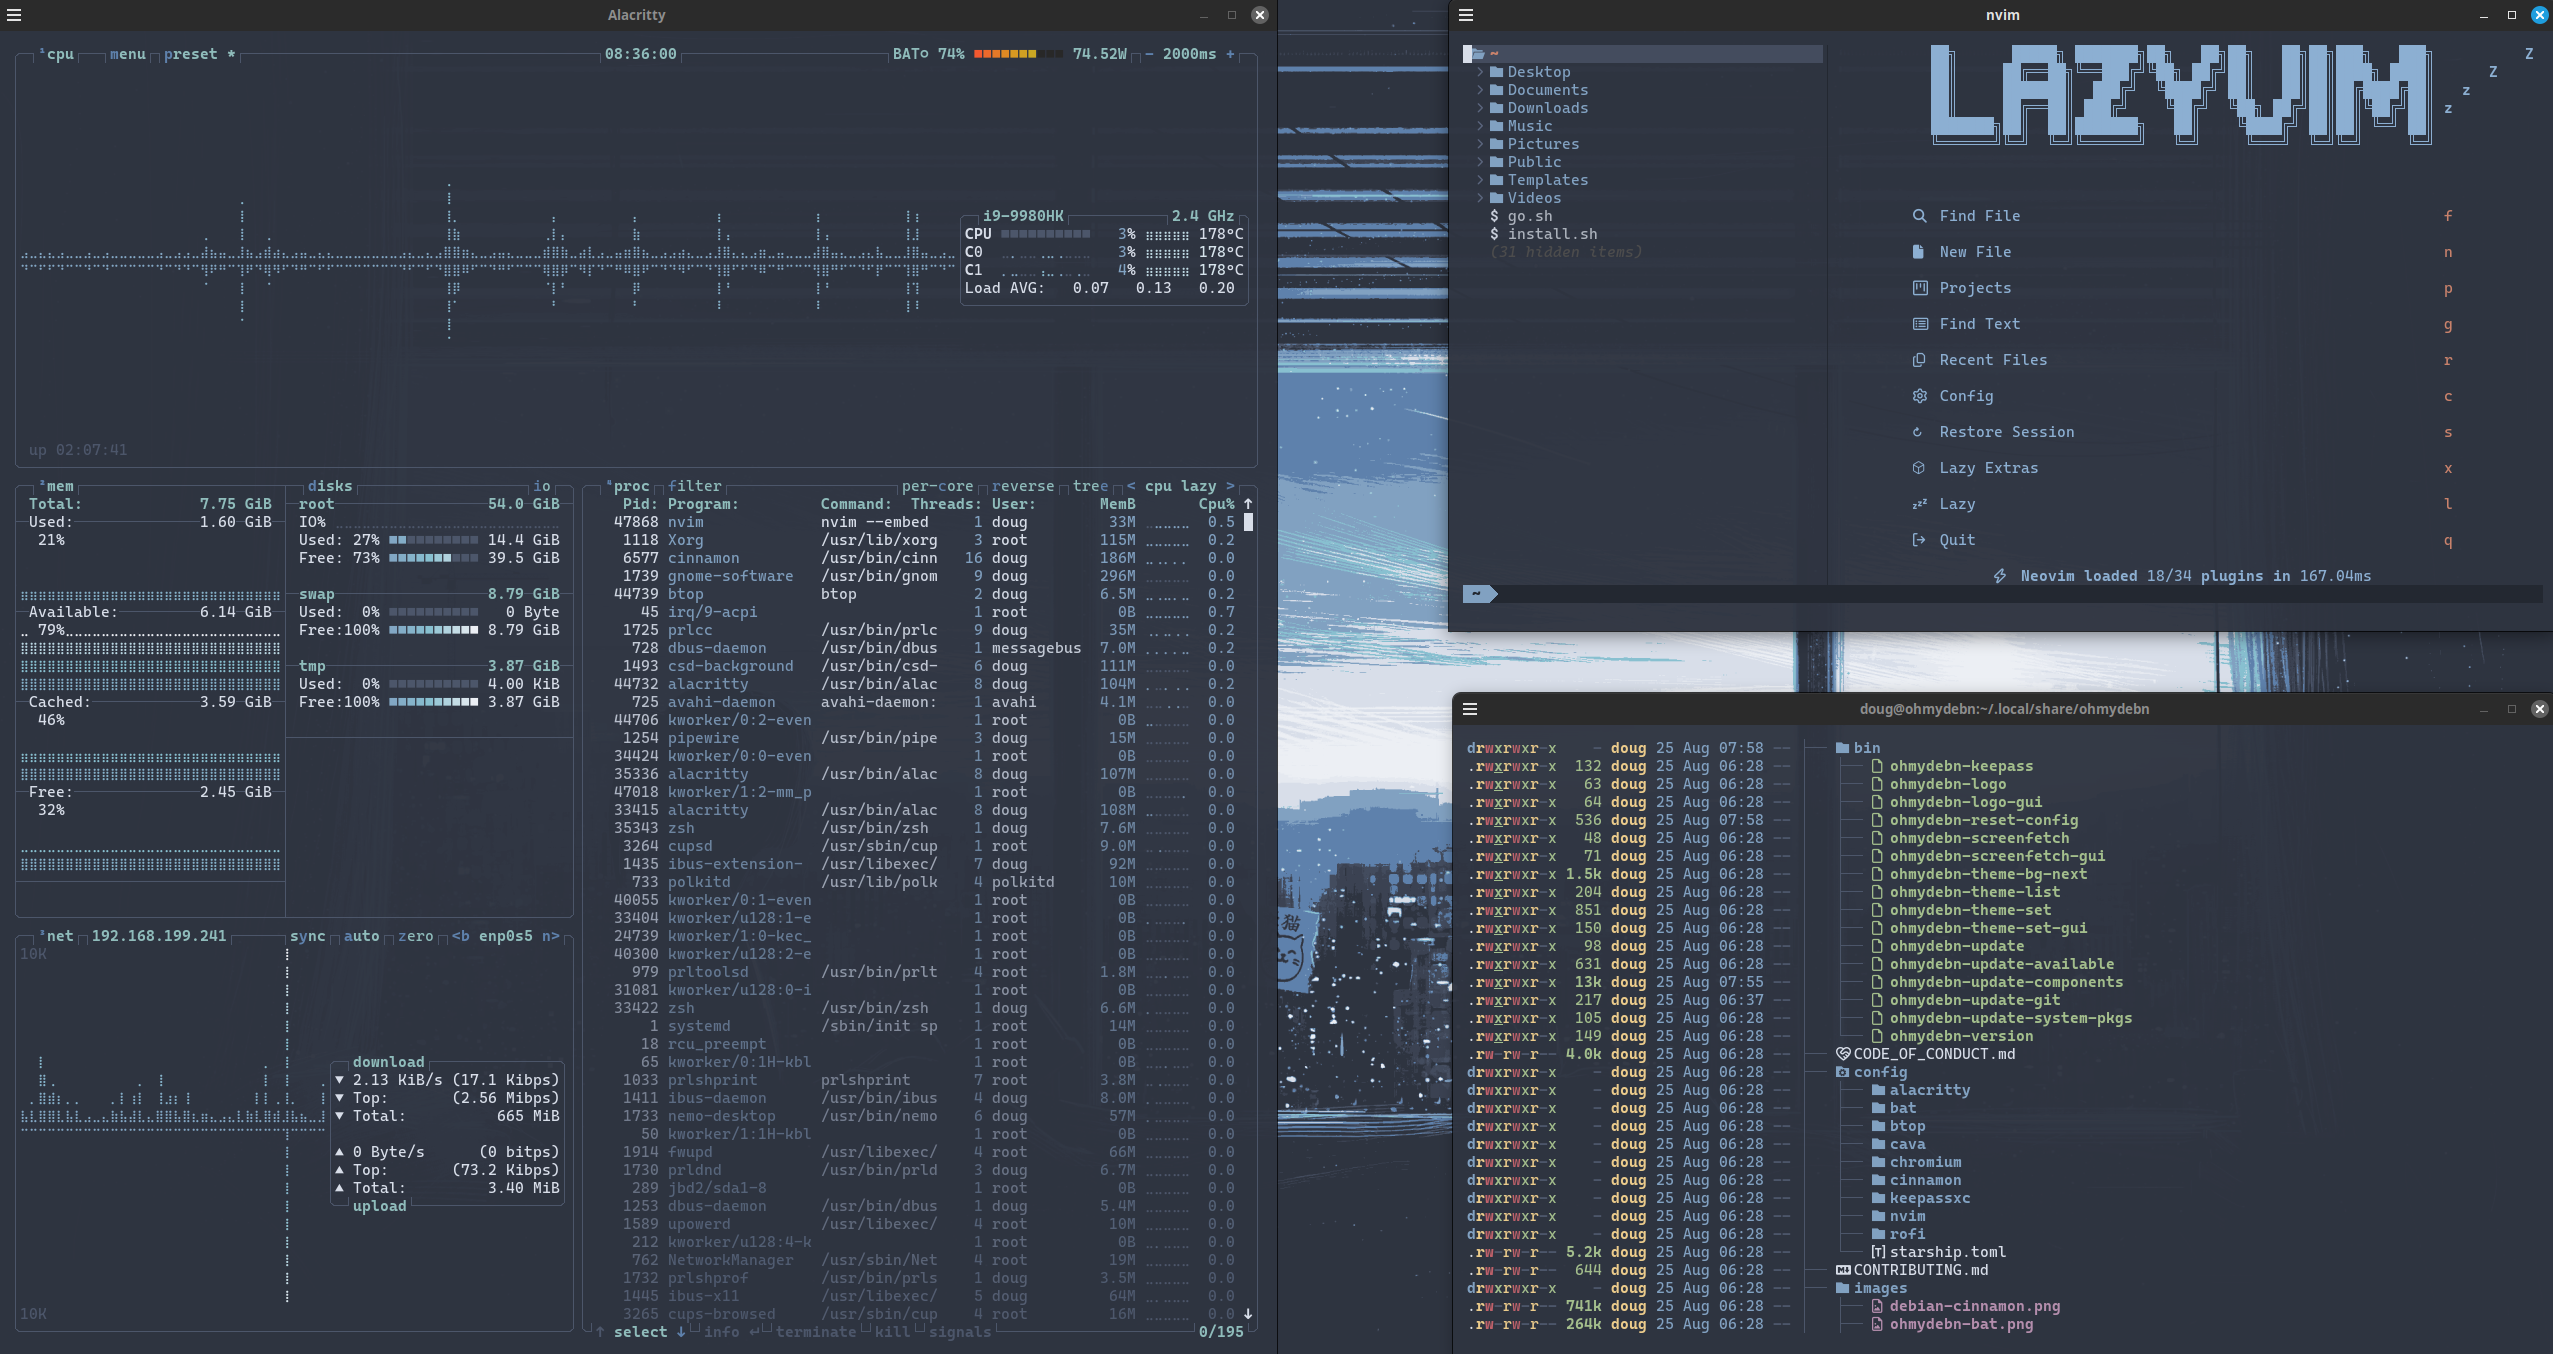 Alacritty
¹cpu menu preset * 08:36:00 BAT○ 74% 74.52W - 2000ms +
i9-9980HK 2.4 GHz
CPU 3% 178°C
C0 3% 178°C
C1 4% 178°C
Load AVG: 0.07 0.13 0.20
up 02:07:41
²mem
Total: 7.75 GiB
Used: 1.60 GiB
21%
Available: 6.14 GiB
79%
Cached: 3.59 GiB
46%
Free: 2.45 GiB
32%
disks io
root 54.0 GiB
IO%
Used: 27% 14.4 GiB
Free: 73% 39.5 GiB
swap 8.79 GiB
Used: 0% 0 Byte
Free:100% 8.79 GiB
tmp 3.87 GiB
Used: 0% 4.00 KiB
Free:100% 3.87 GiB
³net 192.168.199.241 sync auto zero <b enp0s5 n>
10K
download
▼ 2.13 KiB/s (17.1 Kibps)
▼ Top: (2.56 Mibps)
▼ Total: 665 MiB
▲ 0 Byte/s (0 bitps)
▲ Top: (73.2 Kibps)
▲ Total: 3.40 MiB
upload
10K
⁴proc filter per-core reverse tree < cpu lazy >
Pid: Program: Command: Threads: User: MemB Cpu% ↑
47868 nvim nvim --embed 1 doug 33M 0.5
1118 Xorg /usr/lib/xorg 3 root 115M 0.2
6577 cinnamon /usr/bin/cinn 16 doug 186M 0.0
1739 gnome-software /usr/bin/gnom 9 doug 296M 0.0
44739 btop btop 2 doug 6.5M 0.2
45 irq/9-acpi 1 root 0B 0.7
1725 prlcc /usr/bin/prlc 9 doug 35M 0.2
728 dbus-daemon /usr/bin/dbus 1 messagebus 7.0M 0.2
1493 csd-background /usr/bin/csd- 6 doug 111M 0.0
44732 alacritty /usr/bin/alac 8 doug 104M 0.2
725 avahi-daemon avahi-daemon: 1 avahi 4.1M 0.0
44706 kworker/0:2-even 1 root 0B 0.0
1254 pipewire /usr/bin/pipe 3 doug 15M 0.0
34424 kworker/0:0-even 1 root 0B 0.0
35336 alacritty /usr/bin/alac 8 doug 107M 0.0
47018 kworker/1:2-mm_p 1 root 0B 0.0
33415 alacritty /usr/bin/alac 8 doug 108M 0.0
35343 zsh /usr/bin/zsh 1 doug 7.6M 0.0
3264 cupsd /usr/sbin/cup 1 root 9.0M 0.0
1435 ibus-extension- /usr/libexec/ 7 doug 92M 0.0
733 polkitd /usr/lib/polk 4 polkitd 10M 0.0
40055 kworker/0:1-even 1 root 0B 0.0
33404 kworker/u128:1-e 1 root 0B 0.0
24739 kworker/1:0-kec_ 1 root 0B 0.0
40300 kworker/u128:2-e 1 root 0B 0.0
979 prltoolsd /usr/bin/prlt 4 root 1.8M 0.0
31081 kworker/u128:0-i 1 root 0B 0.0
33422 zsh /usr/bin/zsh 1 doug 6.6M 0.0
1 systemd /sbin/init sp 1 root 14M 0.0
18 rcu_preempt 1 root 0B 0.0
65 kworker/0:1H-kbl 1 root 0B 0.0
1033 prlshprint prlshprint 7 root 3.8M 0.0
1411 ibus-daemon /usr/bin/ibus 4 doug 8.0M 0.0
1733 nemo-desktop /usr/bin/nemo 6 doug 57M 0.0
50 kworker/1:1H-kbl 1 root 0B 0.0
1914 fwupd /usr/libexec/ 4 root 66M 0.0
1730 prldnd /usr/bin/prld 3 doug 6.7M 0.0
289 jbd2/sda1-8 1 root 0B 0.0
1253 dbus-daemon /usr/bin/dbus 1 doug 5.4M 0.0
1589 upowerd /usr/libexec/ 4 root 10M 0.0
212 kworker/u128:4-k 1 root 0B 0.0
762 NetworkManager /usr/sbin/Net 4 root 19M 0.0
1732 prlshprof /usr/bin/prls 1 doug 3.5M 0.0
1445 ibus-x11 /usr/libexec/ 5 doug 64M 0.0
3265 cups-browsed /usr/sbin/cup 4 root 16M 0.0 ↓
↑ select ↓ info ↵ terminate kill signals 0/195
猫
nvim
~
Desktop
Documents
Downloads
Music
Pictures
Public
Templates
Videos
$ go.sh
$ install.sh
(31 hidden items)
LAZYVIM z z Z Z
Find File f
New File n
Projects p
Find Text g
Recent Files r
Config c
Restore Session s
Lazy Extras x
Lazy l
Quit q
Neovim loaded 18/34 plugins in 167.04ms
~
doug@ohmydebn:~/.local/share/ohmydebn
drwxrwxr-x - doug 25 Aug 07:58 -- bin
.rwxrwxr-x 132 doug 25 Aug 06:28 -- ohmydebn-keepass
.rwxrwxr-x 63 doug 25 Aug 06:28 -- ohmydebn-logo
.rwxrwxr-x 64 doug 25 Aug 06:28 -- ohmydebn-logo-gui
.rwxrwxr-x 536 doug 25 Aug 07:58 -- ohmydebn-reset-config
.rwxrwxr-x 48 doug 25 Aug 06:28 -- ohmydebn-screenfetch
.rwxrwxr-x 71 doug 25 Aug 06:28 -- ohmydebn-screenfetch-gui
.rwxrwxr-x 1.5k doug 25 Aug 06:28 -- ohmydebn-theme-bg-next
.rwxrwxr-x 204 doug 25 Aug 06:28 -- ohmydebn-theme-list
.rwxrwxr-x 851 doug 25 Aug 06:28 -- ohmydebn-theme-set
.rwxrwxr-x 150 doug 25 Aug 06:28 -- ohmydebn-theme-set-gui
.rwxrwxr-x 98 doug 25 Aug 06:28 -- ohmydebn-update
.rwxrwxr-x 631 doug 25 Aug 06:28 -- ohmydebn-update-available
.rwxrwxr-x 13k doug 25 Aug 07:55 -- ohmydebn-update-components
.rwxrwxr-x 217 doug 25 Aug 06:37 -- ohmydebn-update-git
.rwxrwxr-x 105 doug 25 Aug 06:28 -- ohmydebn-update-system-pkgs
.rwxrwxr-x 149 doug 25 Aug 06:28 -- ohmydebn-version
.rw-rw-r-- 4.0k doug 25 Aug 06:28 -- CODE_OF_CONDUCT.md
drwxrwxr-x - doug 25 Aug 06:28 -- config
drwxrwxr-x - doug 25 Aug 06:28 -- alacritty
drwxrwxr-x - doug 25 Aug 06:28 -- bat
drwxrwxr-x - doug 25 Aug 06:28 -- btop
drwxrwxr-x - doug 25 Aug 06:28 -- cava
drwxrwxr-x - doug 25 Aug 06:28 -- chromium
drwxrwxr-x - doug 25 Aug 06:28 -- cinnamon
drwxrwxr-x - doug 25 Aug 06:28 -- keepassxc
drwxrwxr-x - doug 25 Aug 06:28 -- nvim
drwxrwxr-x - doug 25 Aug 06:28 -- rofi
.rw-rw-r-- 5.2k doug 25 Aug 06:28 -- [T] starship.toml
.rw-rw-r-- 644 doug 25 Aug 06:28 -- CONTRIBUTING.md
drwxrwxr-x - doug 25 Aug 06:28 -- images
.rw-rw-r-- 741k doug 25 Aug 06:28 -- debian-cinnamon.png
.rw-rw-r-- 264k doug 25 Aug 06:28 -- ohmydebn-bat.png